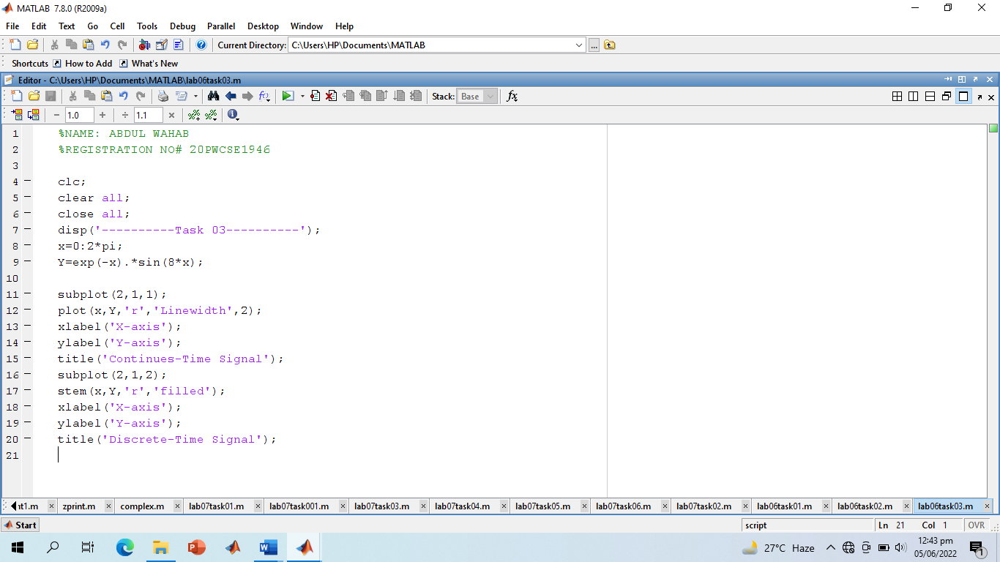 MATLAB 7.8.0 (R2009a)
File Edit Text Go Cell Tools Debug Parallel Desktop Window Help
Current Directory: C:\Users\HP\Documents\MATLAB ...
Shortcuts How to Add What's New
Editor - C:\Users\HP\Documents\MATLAB\lab06task03.m
Stack: Base fx
- 1.0 + ÷ 1.1 ×
1 %NAME: ABDUL WAHAB
2 %REGISTRATION NO# 20PWCSE1946
3
4 - clc;
5 - clear all;
6 - close all;
7 - disp('----------Task 03----------');
8 - x=0:2*pi;
9 - Y=exp(-x).*sin(8*x);
10
11 - subplot(2,1,1);
12 - plot(x,Y,'r','Linewidth',2);
13 - xlabel('X-axis');
14 - ylabel('Y-axis');
15 - title('Continues-Time Signal');
16 - subplot(2,1,2);
17 - stem(x,Y,'r','filled');
18 - xlabel('X-axis');
19 - ylabel('Y-axis');
20 - title('Discrete-Time Signal');
21
nt1.m zprint.m complex.m lab07task01.m lab07task001.m lab07task03.m lab07task04.m lab07task05.m lab07task06.m lab07task02.m lab06task01.m lab06task02.m lab06task03.m
Start script Ln 21 Col 1 OVR
27°C Haze 12:43 pm
05/06/2022 1